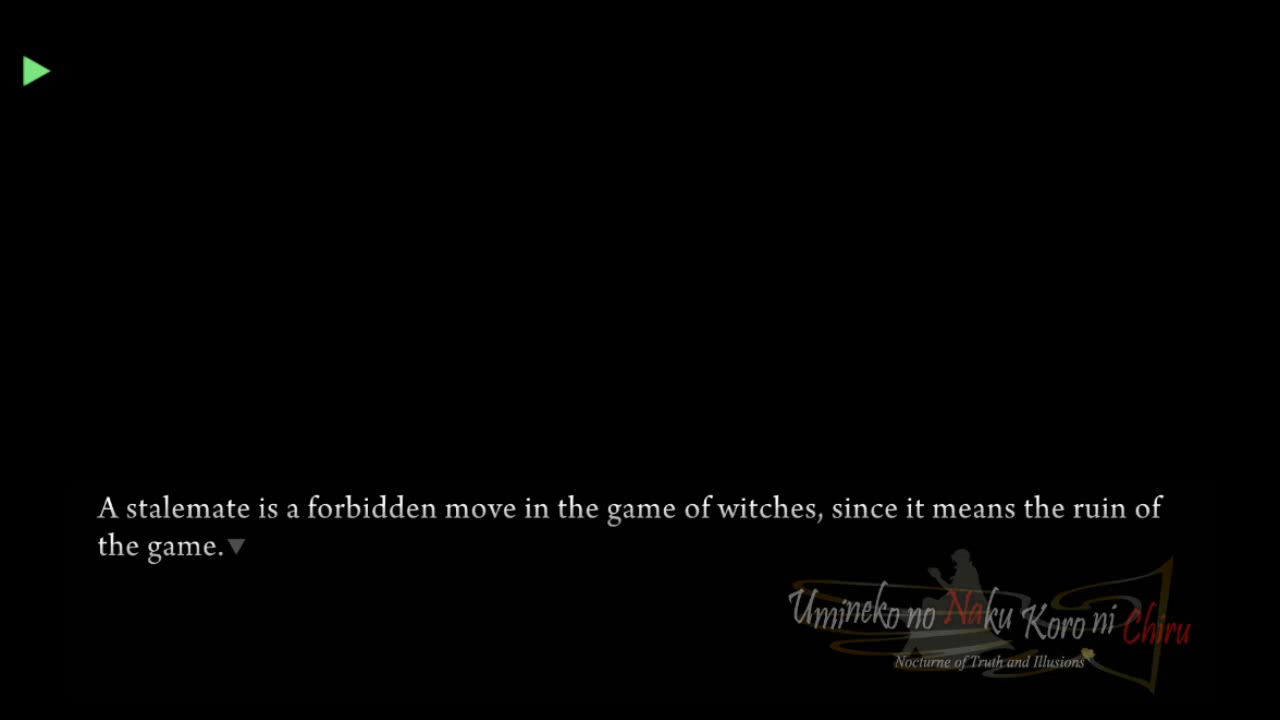 A stalemate is a forbidden move in the game of witches, since it means the ruin of
the game.
Umineko no Naku Koro ni Chiru
Nocturne of Truth and Illusions